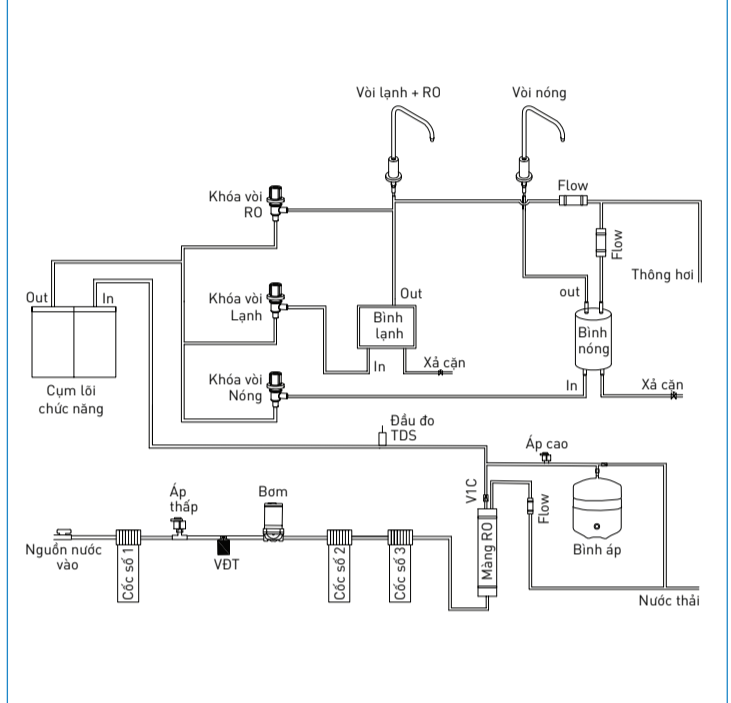 Vòi lạnh + RO
Vòi nóng
Khóa vòi
RO
Flow
Flow
Thông hơi
Out
In
Khóa vòi
Lạnh
Out
out
Bình
lạnh
Bình
nóng
In
Xả cặn
Cụm lõi
chức năng
Khóa vòi
Nóng
In
Xả cặn
Đầu đo
TDS
Áp cao
Áp
thấp
Bơm
V1C
Flow
Nguồn nước
vào
Cốc số 1
VĐT
Cốc số 2
Cốc số 3
Màng RO
Bình áp
Nước thải